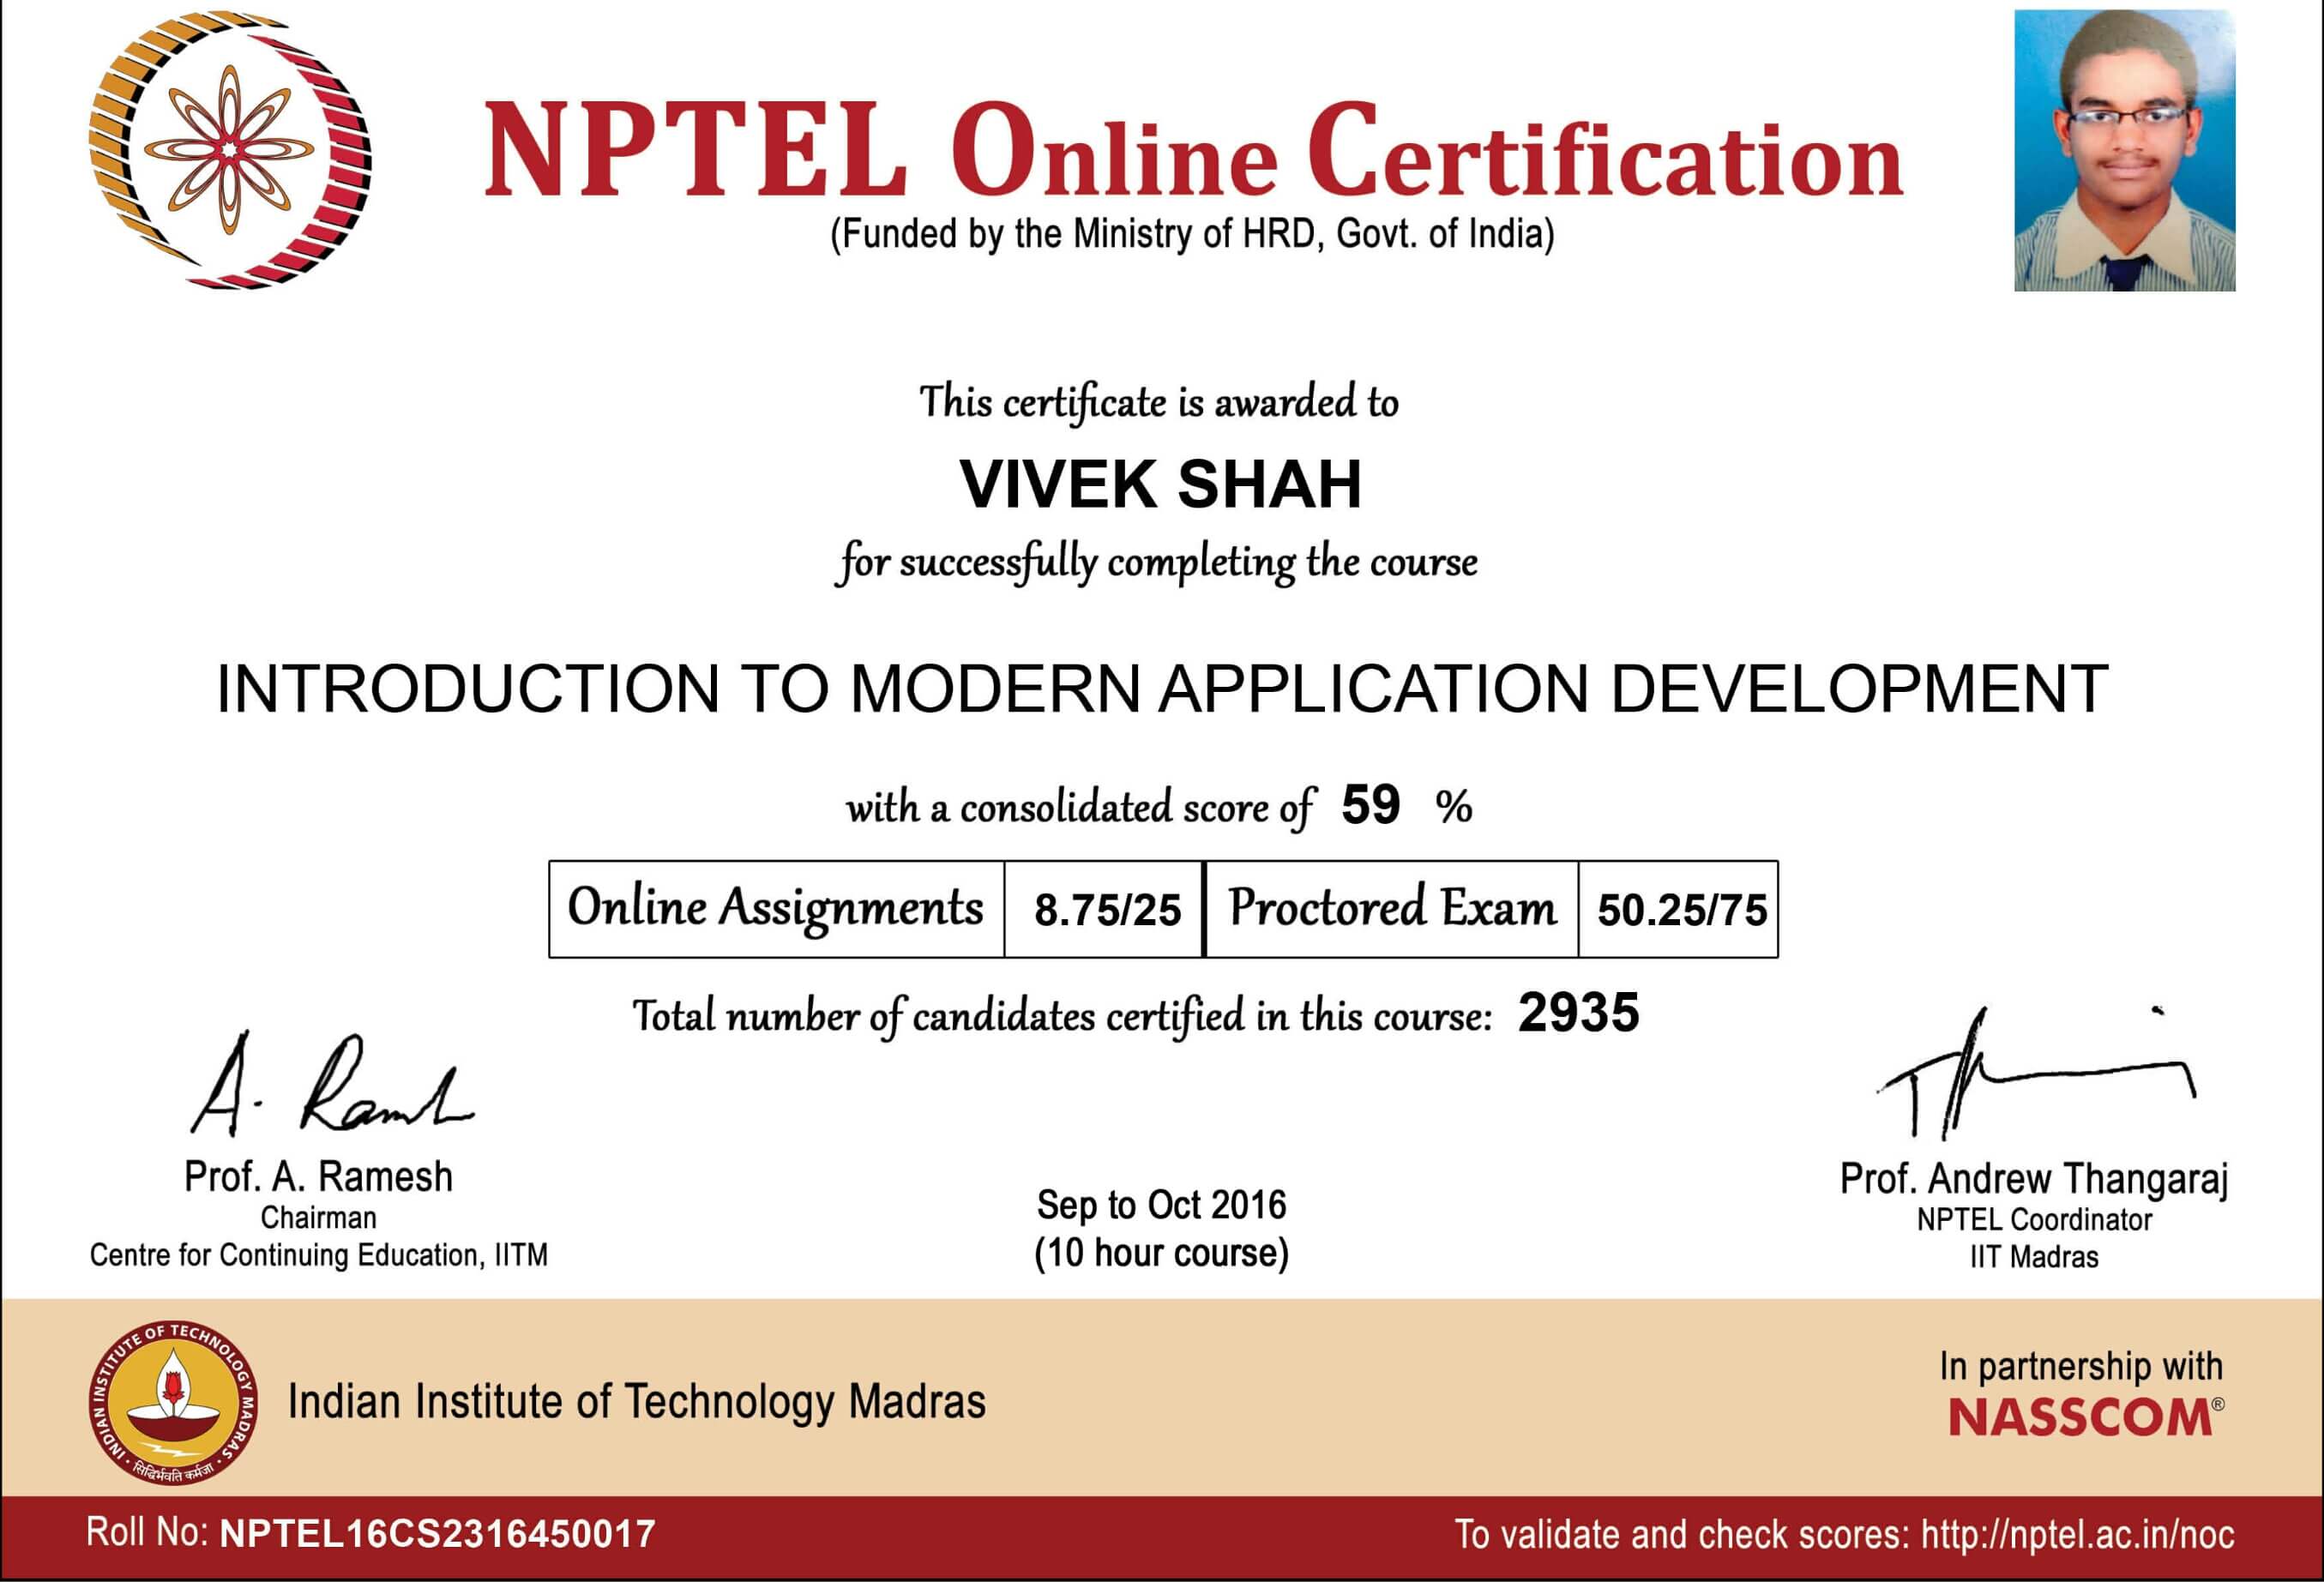 NPTEL Online Certification
(Funded by the Ministry of HRD, Govt. of India)
This certificate is awarded to
VIVEK SHAH
for successfully completing the course
INTRODUCTION TO MODERN APPLICATION DEVELOPMENT
with a consolidated score of 59 %
Online Assignments 8.75/25 Proctored Exam 50.25/75
Total number of candidates certified in this course: 2935
Prof. A. Ramesh
Chairman
Centre for Continuing Education, IITM
Sep to Oct 2016
(10 hour course)
Prof. Andrew Thangaraj
NPTEL Coordinator
IIT Madras
INDIAN INSTITUTE OF TECHNOLOGY MADRAS
सिद्धिर्भवति कर्मजा
Indian Institute of Technology Madras
In partnership with
NASSCOM®
Roll No: NPTEL16CS2316450017
To validate and check scores: http://nptel.ac.in/noc